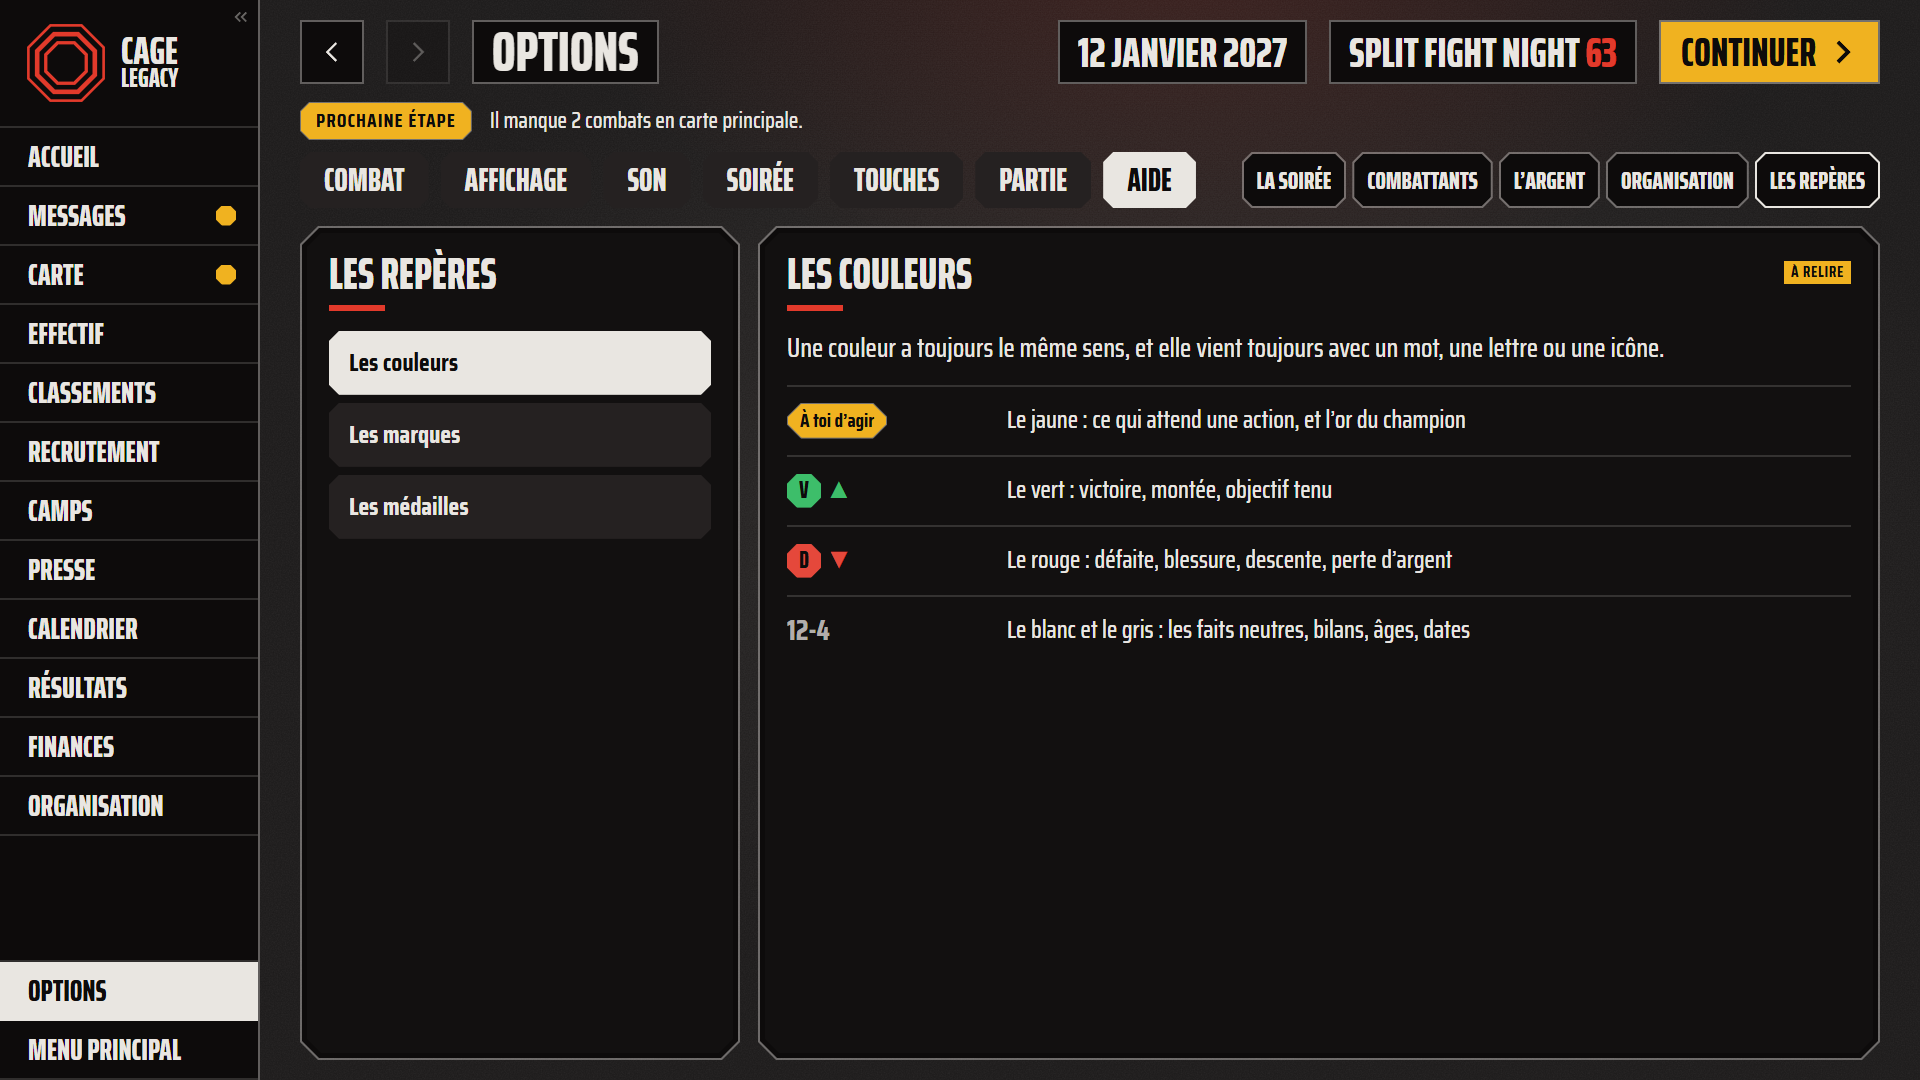 CAGE
LEGACY
ACCUEIL
MESSAGES
CARTE
EFFECTIF
CLASSEMENTS
RECRUTEMENT
CAMPS
PRESSE
CALENDRIER
RÉSULTATS
FINANCES
ORGANISATION
OPTIONS
MENU PRINCIPAL
OPTIONS
12 JANVIER 2027
SPLIT FIGHT NIGHT 63
CONTINUER
PROCHAINE ÉTAPE
Il manque 2 combats en carte principale.
COMBAT
AFFICHAGE
SON
SOIRÉE
TOUCHES
PARTIE
AIDE
LA SOIRÉE
COMBATTANTS
L’ARGENT
ORGANISATION
LES REPÈRES
LES REPÈRES
Les couleurs
Les marques
Les médailles
LES COULEURS
À RELIRE
Une couleur a toujours le même sens, et elle vient toujours avec un mot, une lettre ou une icône.
À toi d’agir
Le jaune : ce qui attend une action, et l’or du champion
V ▲
Le vert : victoire, montée, objectif tenu
D ▼
Le rouge : défaite, blessure, descente, perte d’argent
12-4
Le blanc et le gris : les faits neutres, bilans, âges, dates